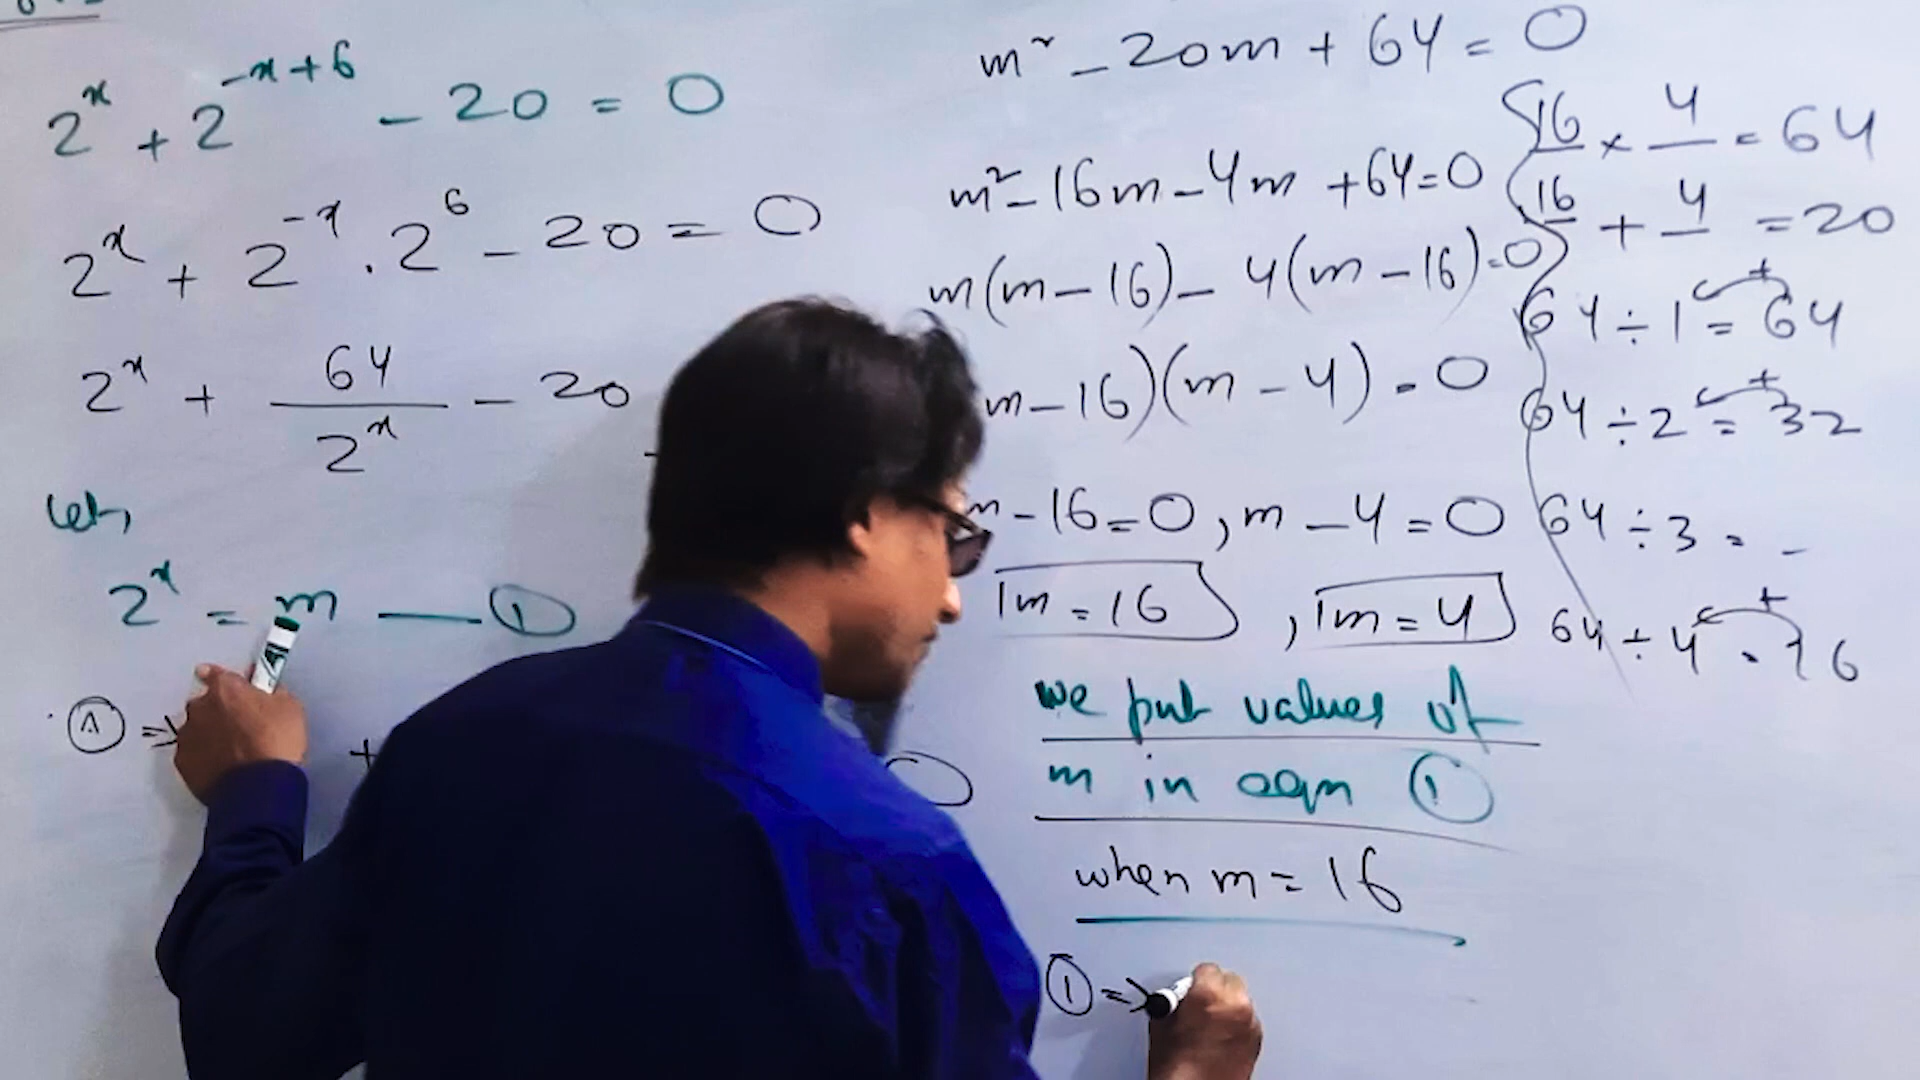 2^x + 2^(-x+6) - 20 = 0
2^x + 2^-x . 2^6 - 20 = 0
2^x + 64/2^x - 20
let,
2^x = m — ①
Ⓐ ⇒
+
m² - 20m + 64 = 0
m² - 16m - 4m + 64 = 0
m(m - 16) - 4(m - 16) = 0
m - 16)(m - 4) = 0
m - 16 = 0, m - 4 = 0
m = 16, m = 4
we put values of
m in eqn ①
when m = 16
① ⇒
16 × 4 = 64
16 + 4 = 20
64 ÷ 1 = 64
+
64 ÷ 2 = 32
+
64 ÷ 3 = -
64 ÷ 4 = 16
+